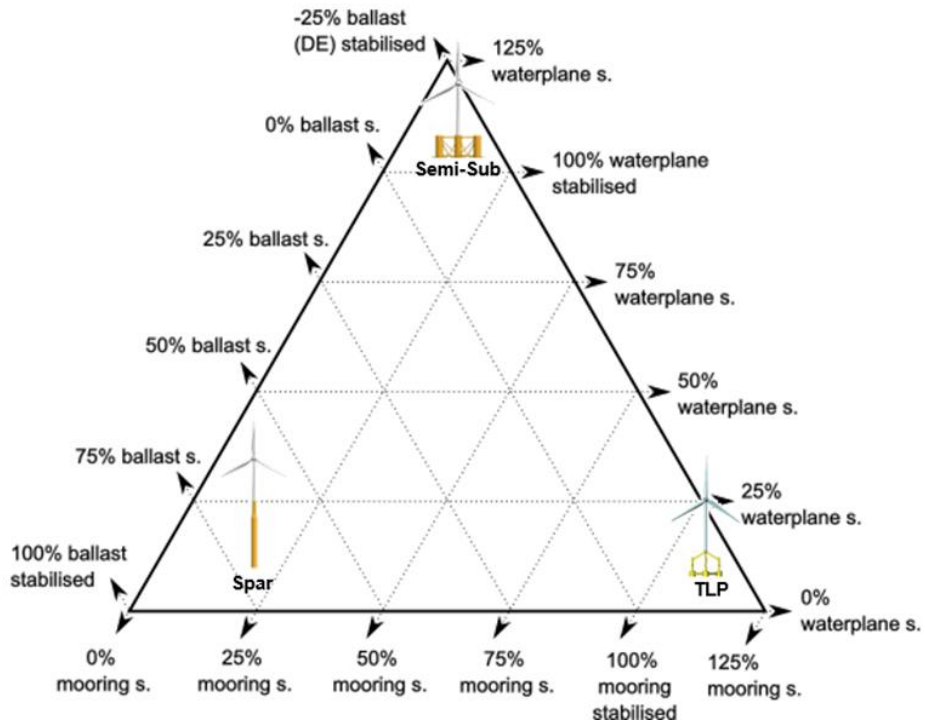 -25% ballast
(DE) stabilised
125%
waterplane s.
0% ballast s.
Semi-Sub
100% waterplane
stabilised
25% ballast s.
75%
waterplane s.
50% ballast s.
50%
waterplane s.
75% ballast s.
25%
waterplane s.
100% ballast
stabilised
Spar
TLP
0%
waterplane s.
0%
mooring s.
25%
mooring s.
50%
mooring s.
75%
mooring s.
100%
mooring
stabilised
125%
mooring s.